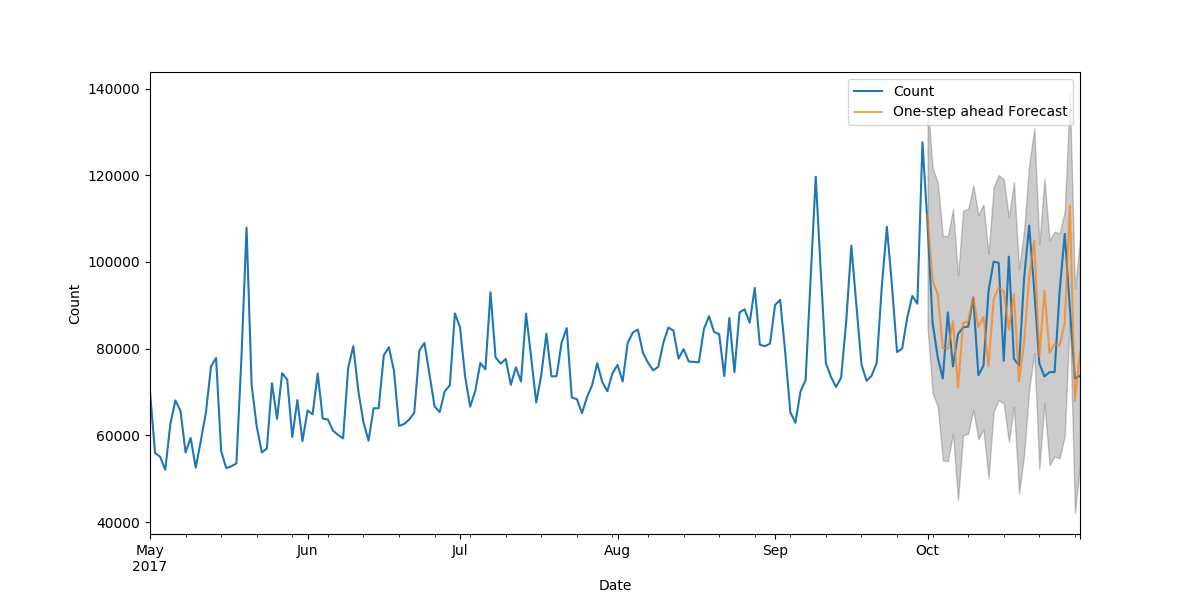 140000
120000
100000
80000
60000
40000
Count
Count
One-step ahead Forecast
May
2017
Jun
Jul
Aug
Sep
Oct
Date